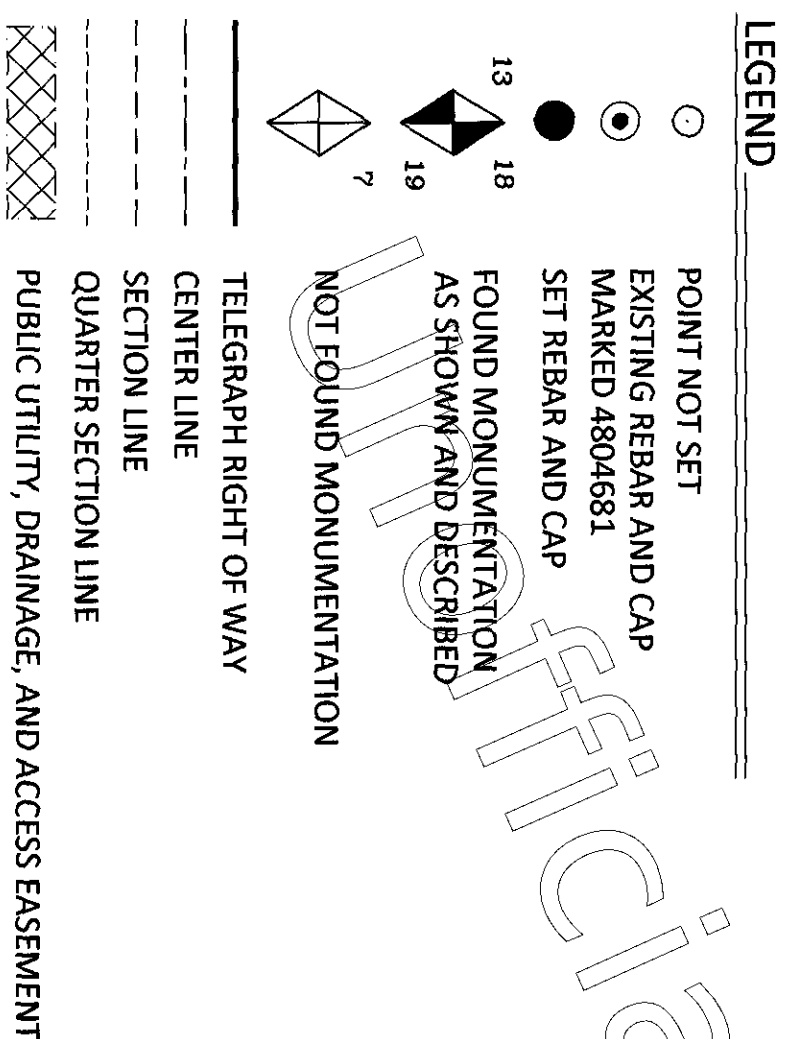 LEGEND
POINT NOT SET
EXISTING REBAR AND CAP
MARKED 4804681
SET REBAR AND CAP
13
18
19
FOUND MONUMENTATION
AS SHOWN AND DESCRIBED
7
NOT FOUND MONUMENTATION
TELEGRAPH RIGHT OF WAY
CENTER LINE
SECTION LINE
QUARTER SECTION LINE
PUBLIC UTILITY, DRAINAGE, AND ACCESS EASEMENT
Unofficia